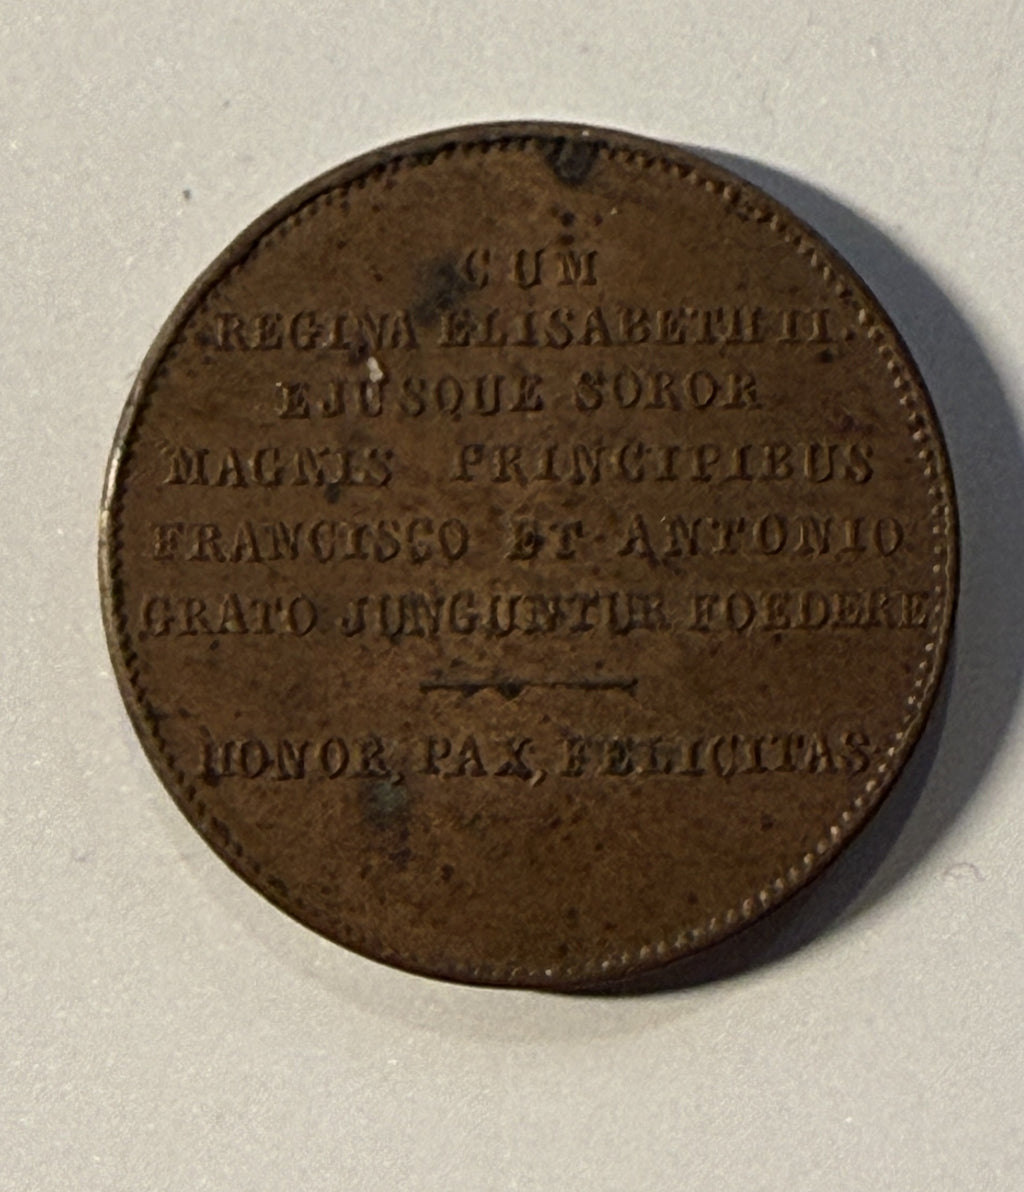 CUM
REGINA ELISABETH II.
EJUSQUE SOROR
MAGNIS PRINCIPIBUS
FRANCISCO ET ANTONIO
GRATO JUNGUNTUR FOEDERE
HONOR, PAX, FELICITAS